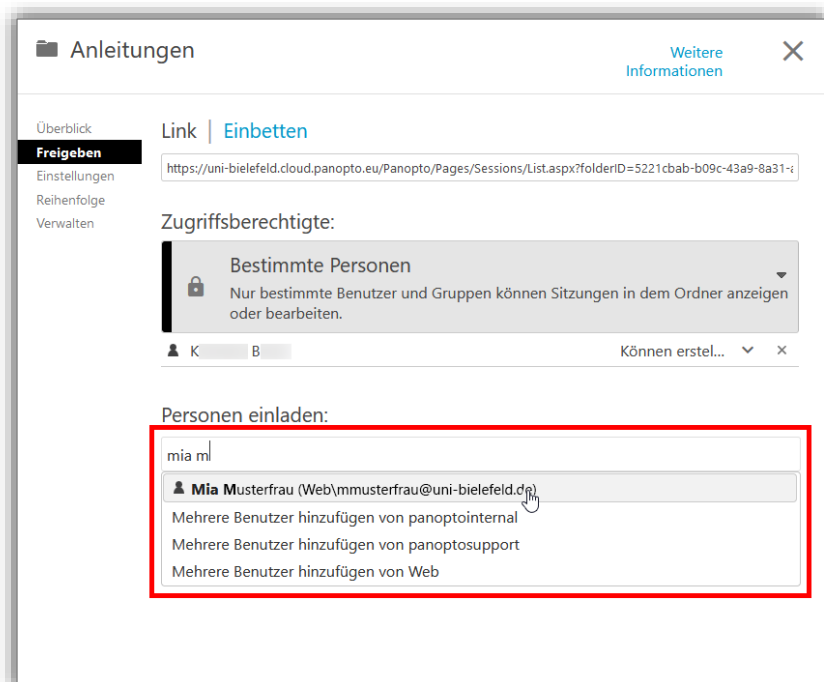 Anleitungen
Weitere
Informationen
Überblick
Freigeben
Einstellungen
Reihenfolge
Verwalten
Link | Einbetten
https://uni-bielefeld.cloud.panopto.eu/Panopto/Pages/Sessions/List.aspx?folderID=5221cbab-b09c-43a9-8a31-
Zugriffsberechtigte:
Bestimmte Personen
Nur bestimmte Benutzer und Gruppen können Sitzungen in dem Ordner anzeigen
oder bearbeiten.
K B
Können erstel...
Personen einladen:
mia m
Mia Musterfrau (Web\mmusterfrau@uni-bielefeld.de)
Mehrere Benutzer hinzufügen von panoptointernal
Mehrere Benutzer hinzufügen von panoptosupport
Mehrere Benutzer hinzufügen von Web